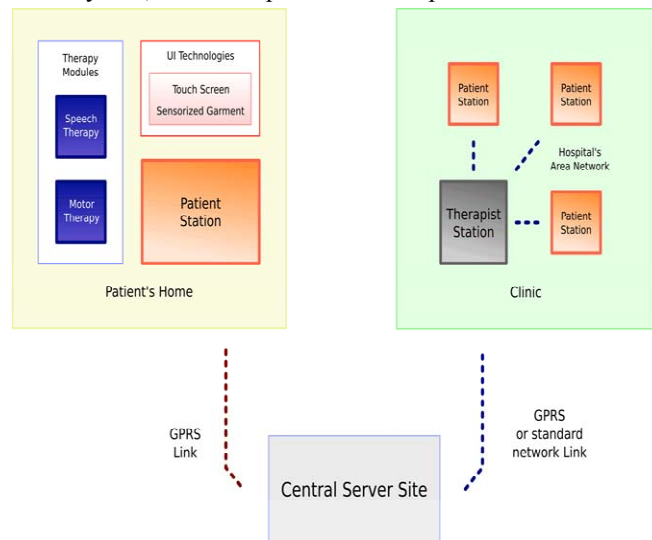 Therapy
Modules
Speech
Therapy
Motor
Therapy
UI Technologies
Touch Screen
Sensorized Garment
Patient
Station
Patient's Home
Patient
Station
Patient
Station
Hospital's
Area Network
Therapist
Station
Patient
Station
Clinic
GPRS
Link
GPRS
or standard
network Link
Central Server Site